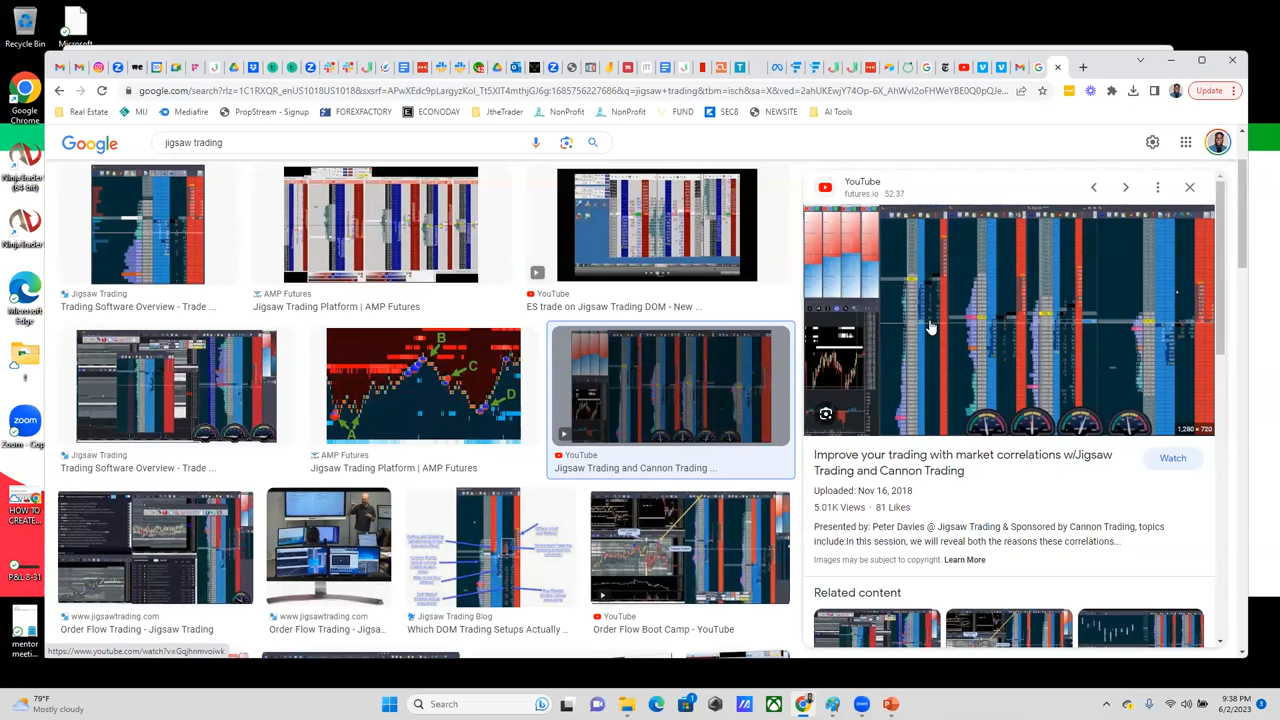 Recycle Bin
Microsoft
Google
Chrome
NinjaTrader
(64-bit)
NinjaTrader
Microsoft
Edge
Zoom - Cop
HOW TO
CREATE...
P&L 8-31
mentor
meeti...
google.com/search?rlz=1C1RXQR_enUS1018US1018&
q=jigsaw+trading&tbm=isch&sa=X&ved=
Update
Real Estate
MIJ
Mediafire
PropStream - Signup
FOREXFACTORY
ECONODAY
JtheTrader
NonProfit
NonProfit
FUND
SEO's
NEWSITE
AI Tools
Google
jigsaw trading
Jigsaw Trading
Trading Software Overview - Trade ...
AMP Futures
Jigsaw Trading Platform | AMP Futures
YouTube
ES trade on Jigsaw Trading DOM - New ...
B
C
D
Jigsaw Trading
Trading Software Overview - Trade ...
AMP Futures
Jigsaw Trading Platform | AMP Futures
YouTube
Jigsaw Trading and Cannon Trading ...
www.jigsawtrading.com
Order Flow Trading - Jigsaw Trading
www.jigsawtrading.com
Order Flow Trading - Jigsa...
Jigsaw Trading Blog
Which DOM Trading Setups Actually ...
YouTube
Order Flow Boot Camp - YouTube
YouTube
futures.io · 52:37
1,280 × 720
Improve your trading with market correlations w/Jigsaw
Trading and Cannon Trading
Watch
Uploaded: Nov 16, 2018
5.01K Views · 81 Likes
Presented by: Peter Davies @ Jigsaw Trading & Sponsored by Cannon Trading, topics
include in this session, we will reveal both the reasons these correlations...
Images may be subject to copyright. Learn More
Related content
https://www.youtube.com/watch?v=Gqjhnmvoiwk
79°F
Mostly cloudy
Search
9:38 PM
6/2/2023